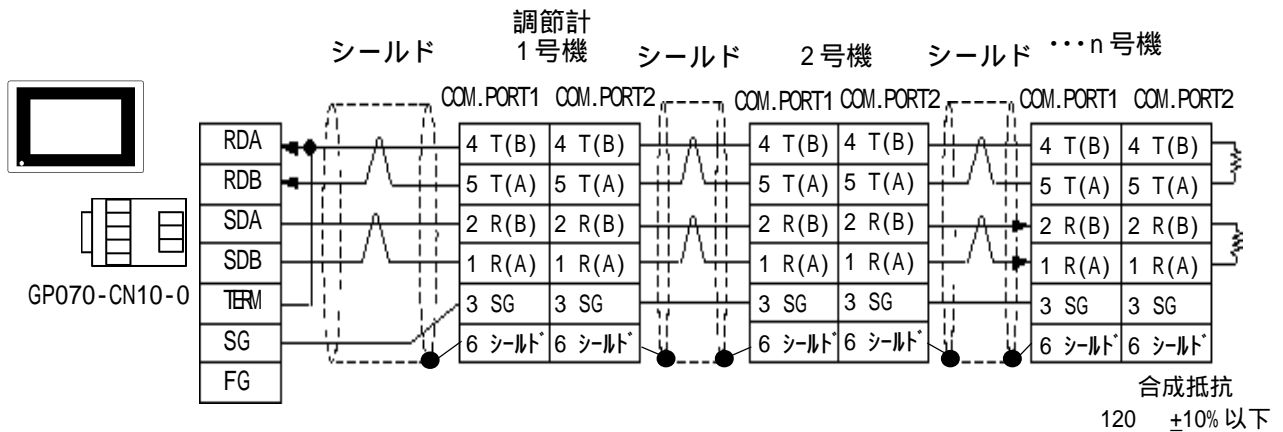 調節計
シールド 1号機 シールド 2号機 シールド ・・・n号機
COM.PORT1 COM.PORT2 COM.PORT1 COM.PORT2 COM.PORT1 COM.PORT2
RDA 4 T(B) 4 T(B) 4 T(B) 4 T(B) 4 T(B) 4 T(B)
RDB 5 T(A) 5 T(A) 5 T(A) 5 T(A) 5 T(A) 5 T(A)
SDA 2 R(B) 2 R(B) 2 R(B) 2 R(B) 2 R(B) 2 R(B)
SDB 1 R(A) 1 R(A) 1 R(A) 1 R(A) 1 R(A) 1 R(A)
GP070-CN10-0 TERM 3 SG 3 SG 3 SG 3 SG 3 SG 3 SG
SG 6 シールド 6 シールド 6 シールド 6 シールド 6 シールド 6 シールド
FG
合成抵抗
120 ±10%以下